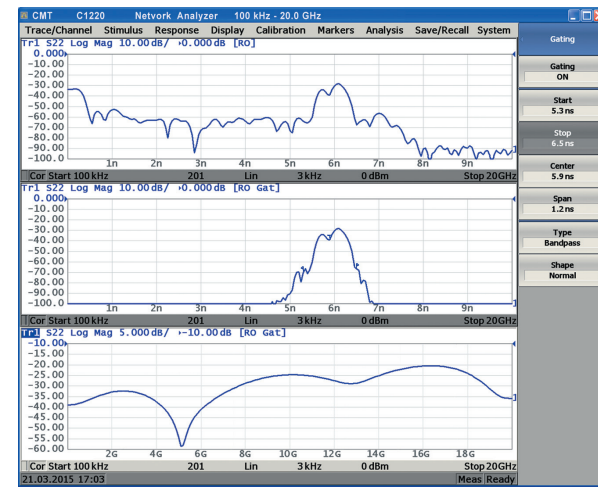 CMT C1220 Network Analyzer 100 kHz - 20.0 GHz
Trace/Channel Stimulus Response Display Calibration Markers Analysis Save/Recall System
Tr1 S22 Log Mag 10.00dB/ ▹0.000dB [RO]
0.000
-10.00
-20.00
-30.00
-40.00
-50.00
-60.00
-70.00
-80.00
-90.00
-100.0
1n 2n 3n 4n 5n 6n 7n 8n 9n
Cor Start 100 kHz 201 Lin 3 kHz 0 dBm Stop 20GHz
Tr1 S22 Log Mag 10.00dB/ ▹0.000dB [RO Gat]
0.000
-10.00
-20.00
-30.00
-40.00
-50.00
-60.00
-70.00
-80.00
-90.00
-100.0
1n 2n 3n 4n 5n 6n 7n 8n 9n
Cor Start 100 kHz 201 Lin 3 kHz 0 dBm Stop 20GHz
Tr1 S22 Log Mag 5.000dB/ ▹-10.00dB [RO Gat]
-10.00
-15.00
-20.00
-25.00
-30.00
-35.00
-40.00
-45.00
-50.00
-55.00
-60.00
2G 4G 6G 8G 10G 12G 14G 16G 18G
Cor Start 100 kHz 201 Lin 3 kHz 0 dBm Stop 20GHz
21.03.2015 17:03 Meas Ready
Gating
Gating
ON
Start
5.3 ns
Stop
6.5 ns
Center
5.9 ns
Span
1.2 ns
Type
Bandpass
Shape
Normal